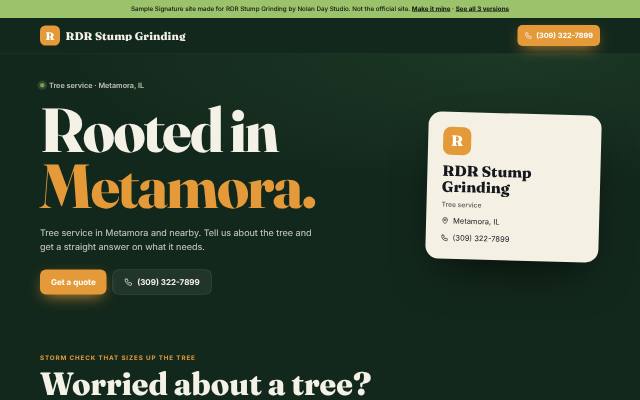 Sample Signature site made for RDR Stump Grinding by Nolan Day Studio. Not the official site. Make it mine · See all 3 versions
R RDR Stump Grinding
(309) 322-7899
Tree service · Metamora, IL
Rooted in
Metamora.
Tree service in Metamora and nearby. Tell us about the tree and
get a straight answer on what it needs.
Get a quote
(309) 322-7899
R
RDR Stump
Grinding
Tree service
Metamora, IL
(309) 322-7899
STORM CHECK THAT SIZES UP THE TREE
Worried about a tree?